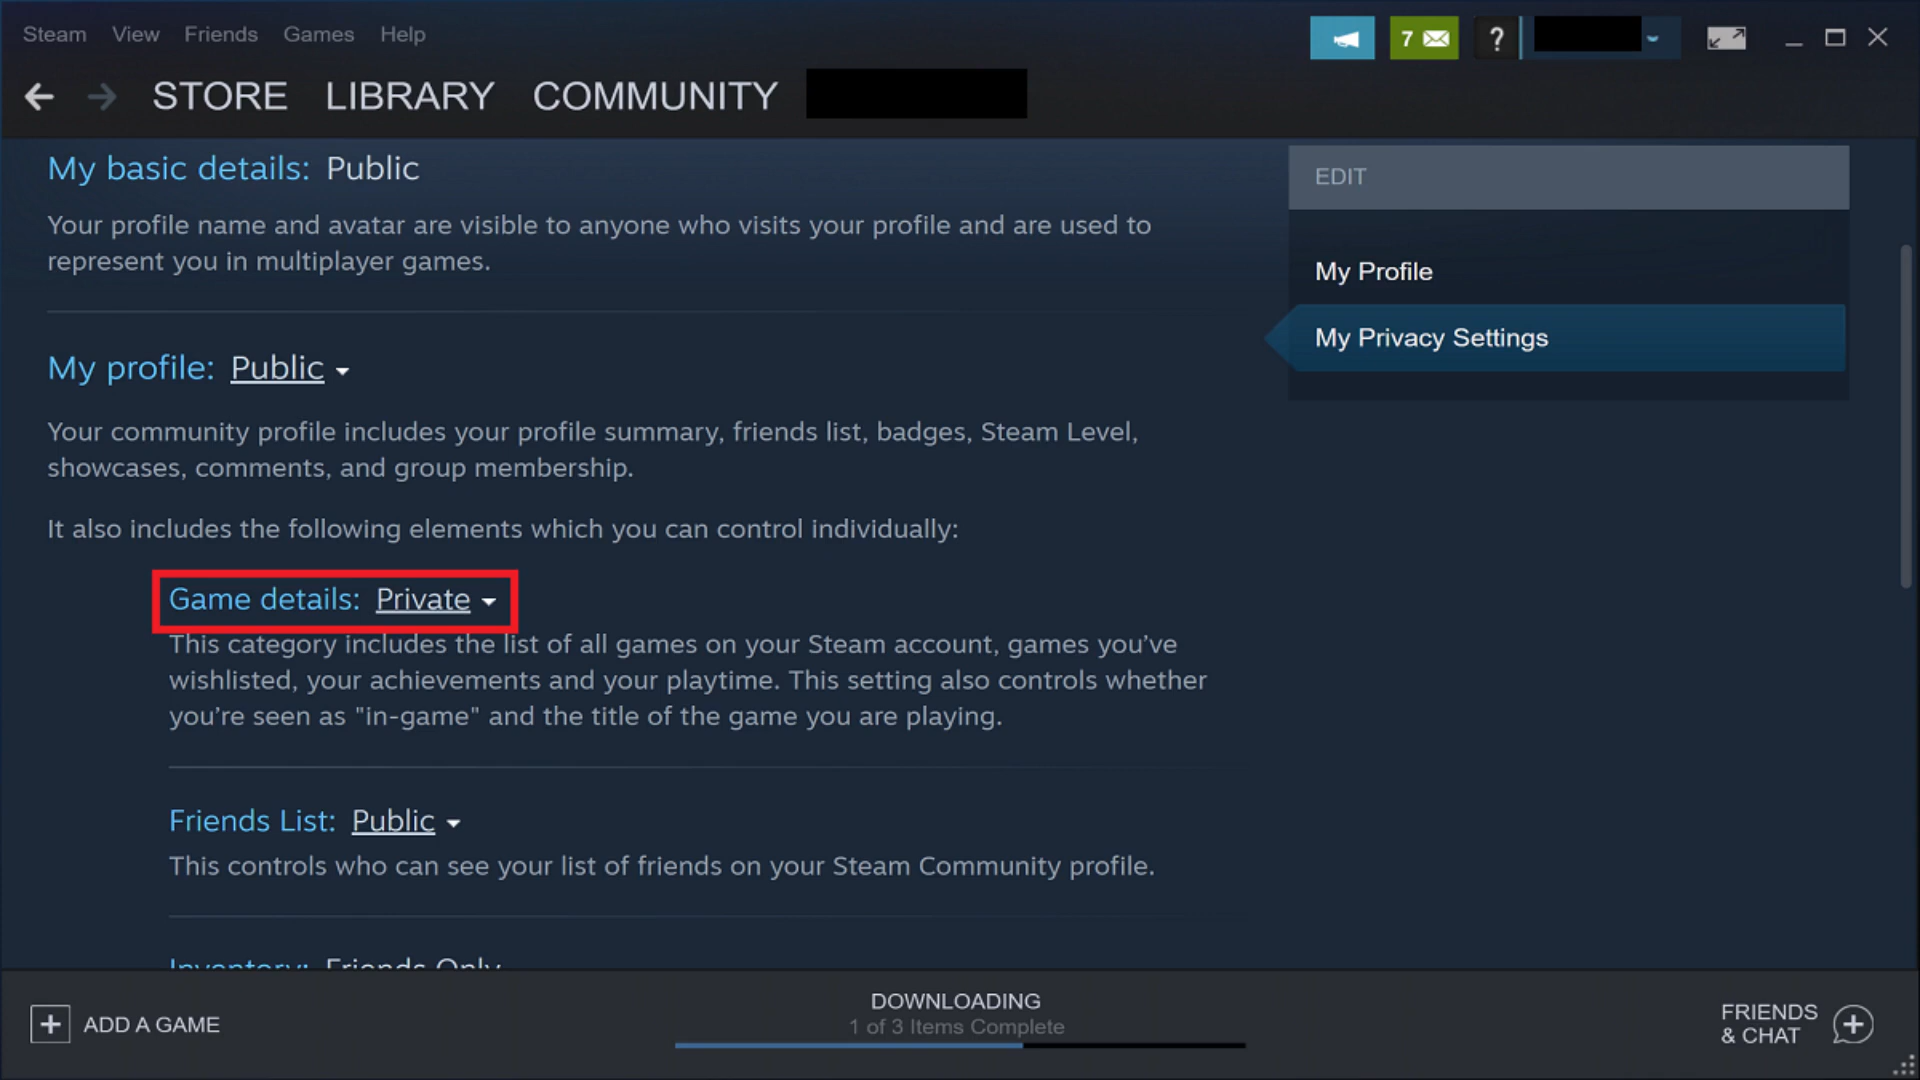 Steam View Friends Games Help
7 ?
STORE LIBRARY COMMUNITY
My basic details: Public
Your profile name and avatar are visible to anyone who visits your profile and are used to
represent you in multiplayer games.
My profile: Public
Your community profile includes your profile summary, friends list, badges, Steam Level,
showcases, comments, and group membership.
It also includes the following elements which you can control individually:
Game details: Private
This category includes the list of all games on your Steam account, games you’ve
wishlisted, your achievements and your playtime. This setting also controls whether
you’re seen as "in-game" and the title of the game you are playing.
Friends List: Public
This controls who can see your list of friends on your Steam Community profile.
Inventory: Friends Only
EDIT
My Profile
My Privacy Settings
ADD A GAME
DOWNLOADING
1 of 3 Items Complete
FRIENDS
& CHAT